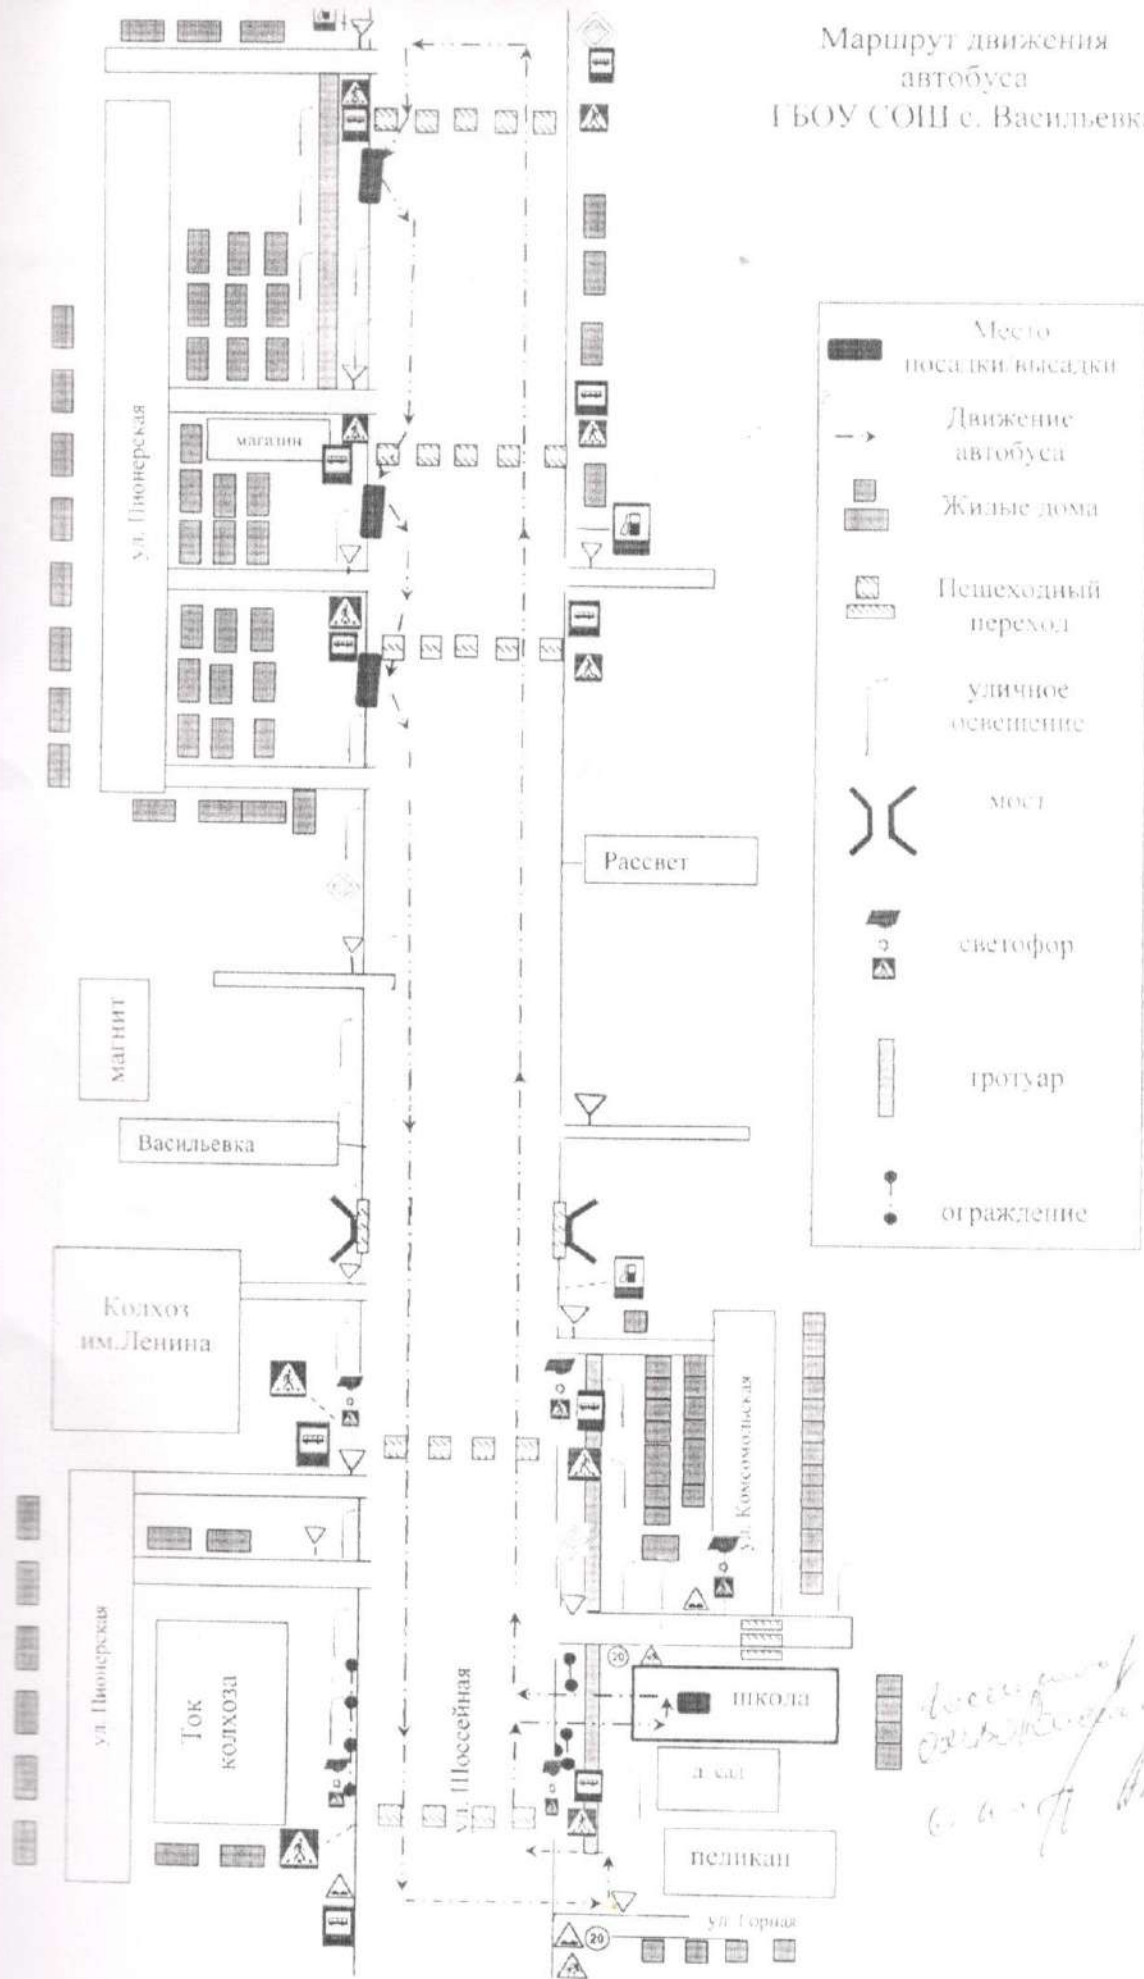 Маршрут движения
автобуса
ГБОУ СОШ с. Васильевк
Место
посадки/высадки
Движение
автобуса
Жилые дома
Пешеходный
переход
уличное
освещение
мост
светофор
тротуар
ограждение
ул. Пионерская
магазин
Рассвет
магнит
Васильевка
Колхоз
им.Ленина
ул. Комсомольская
ул. Пионерская
Ток
колхоза
ул. Шоссейная
20
школа
д. сад
пеликан
ул. Горная
20